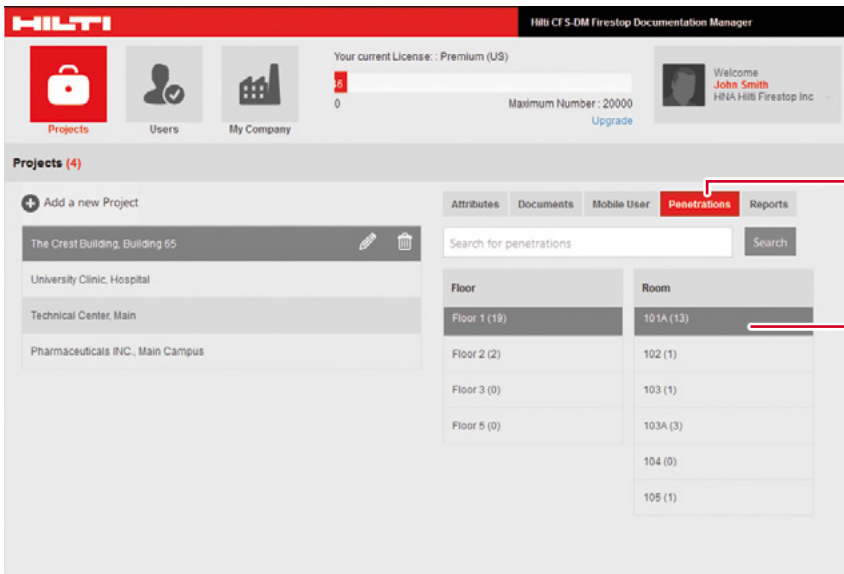 HILTI
Hilti CFS-DM Firestop Documentation Manager
Projects
Users
My Company
Your current License: : Premium (US)
0
Maximum Number : 20000
Upgrade
Welcome
John Smith
HNA Hilti Firestop Inc
Projects (4)
Add a new Project
The Crest Building, Building 65
University Clinic, Hospital
Technical Center, Main
Pharmaceuticals INC., Main Campus
Attributes
Documents
Mobile User
Penetrations
Reports
Search for penetrations
Search
Floor
Floor 1 (19)
Floor 2 (2)
Floor 3 (0)
Floor 5 (0)
Room
101A (13)
102 (1)
103 (1)
103A (3)
104 (0)
105 (1)